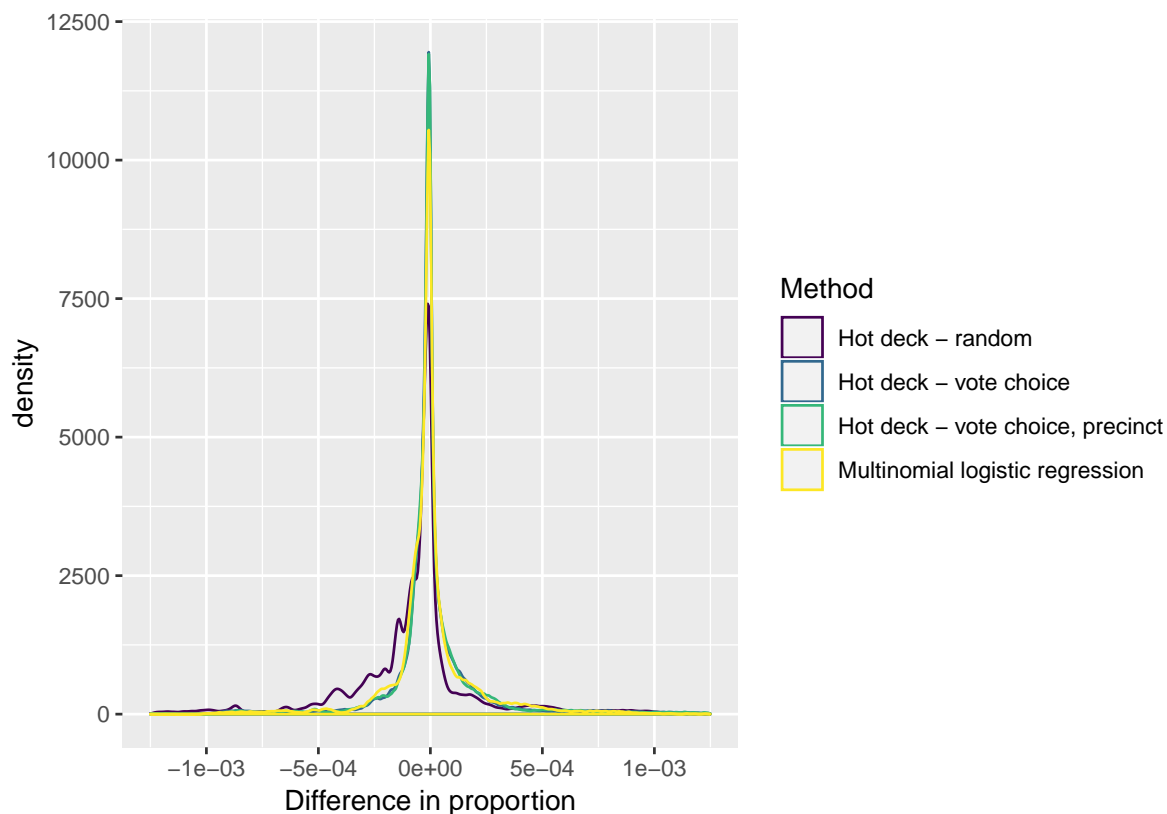 12500
10000
7500
5000
2500
0
density
−1e−03
−5e−04
0e+00
5e−04
1e−03
Difference in proportion
Method
Hot deck − random
Hot deck − vote choice
Hot deck − vote choice, precinct
Multinomial logistic regression